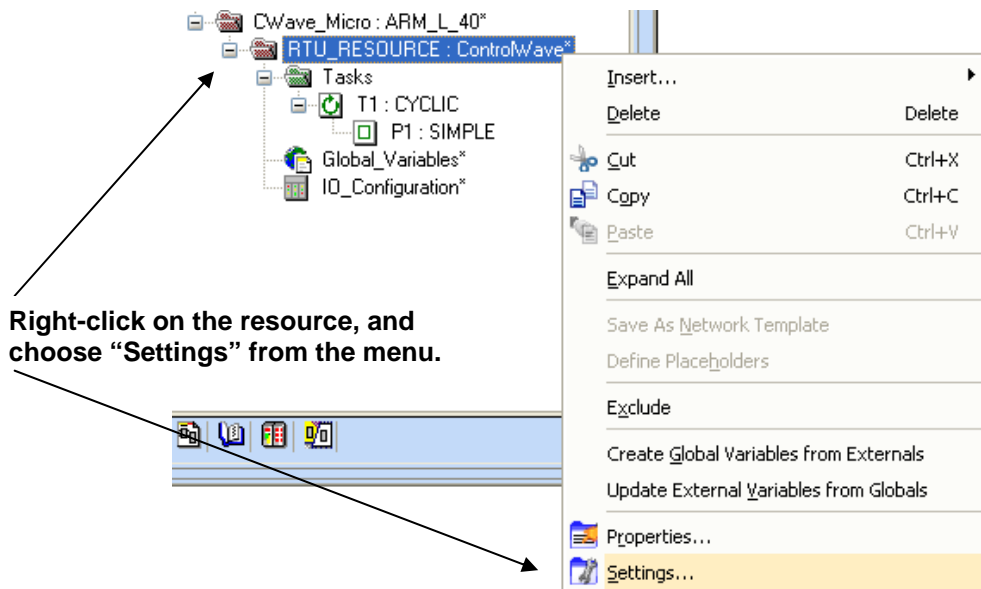 CWave_Micro : ARM_L_40*
RTU_RESOURCE : ControlWave*
Tasks
T1 : CYCLIC
P1 : SIMPLE
Global_Variables*
IO_Configuration*
Right-click on the resource, and
choose “Settings” from the menu.
Insert...
Delete Delete
Cut Ctrl+X
Copy Ctrl+C
Paste Ctrl+V
Expand All
Save As Network Template
Define Placeholders
Exclude
Create Global Variables from Externals
Update External Variables from Globals
Properties...
Settings...